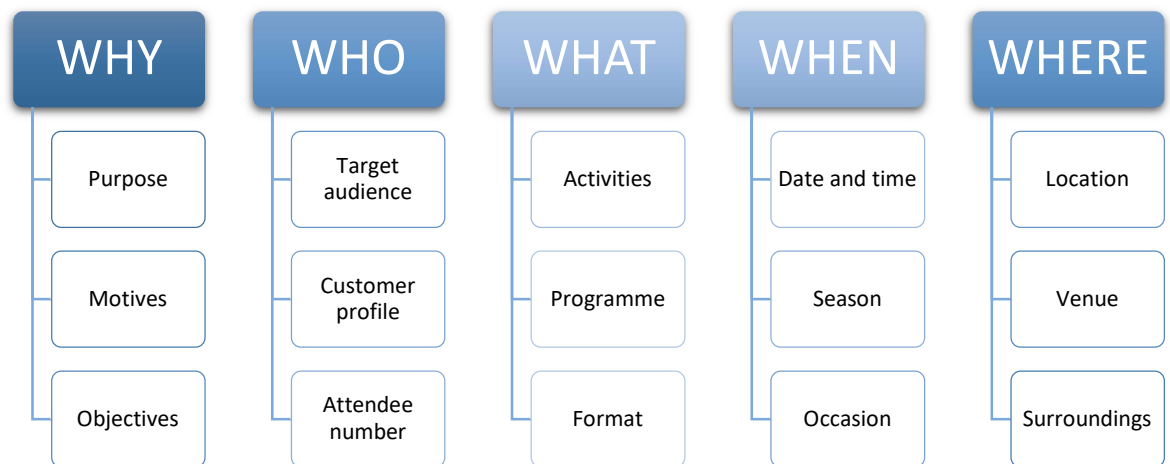 WHY
Purpose
Motives
Objectives
WHO
Target
audience
Customer
profile
Attendee
number
WHAT
Activities
Programme
Format
WHEN
Date and time
Season
Occasion
WHERE
Location
Venue
Surroundings